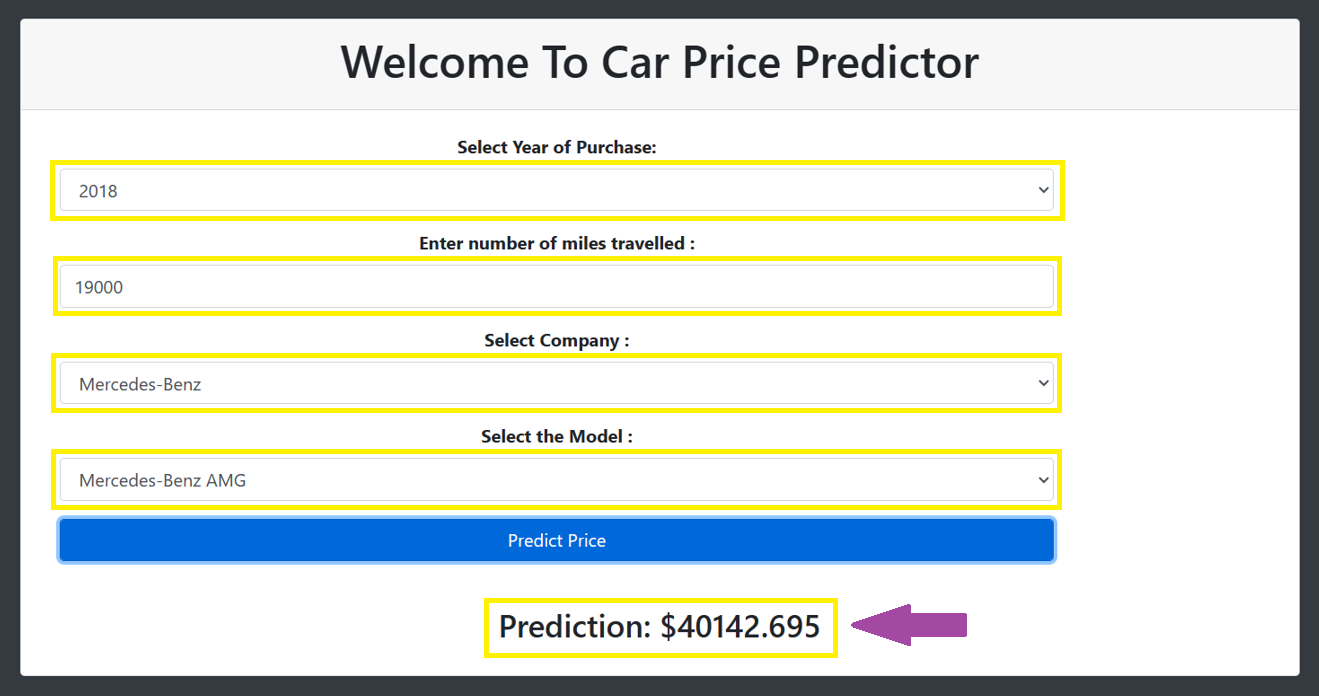 Welcome To Car Price Predictor
Select Year of Purchase:
2018
Enter number of miles travelled :
19000
Select Company :
Mercedes-Benz
Select the Model :
Mercedes-Benz AMG
Predict Price
Prediction: $40142.695